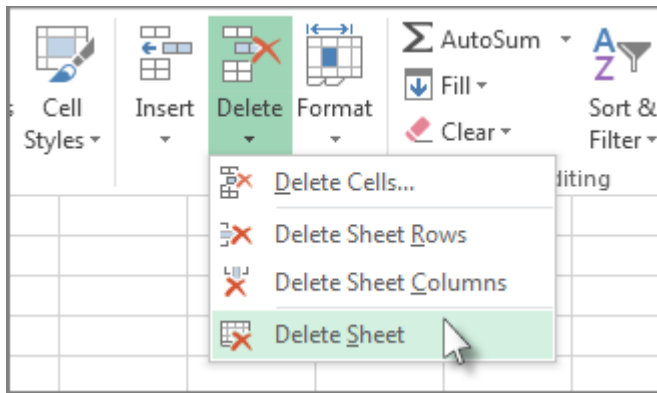 Cell
Styles
Insert
Delete
Format
AutoSum
Fill
Clear
A
Z
Sort &
Filter
Delete Cells...
Delete Sheet Rows
Delete Sheet Columns
Delete Sheet